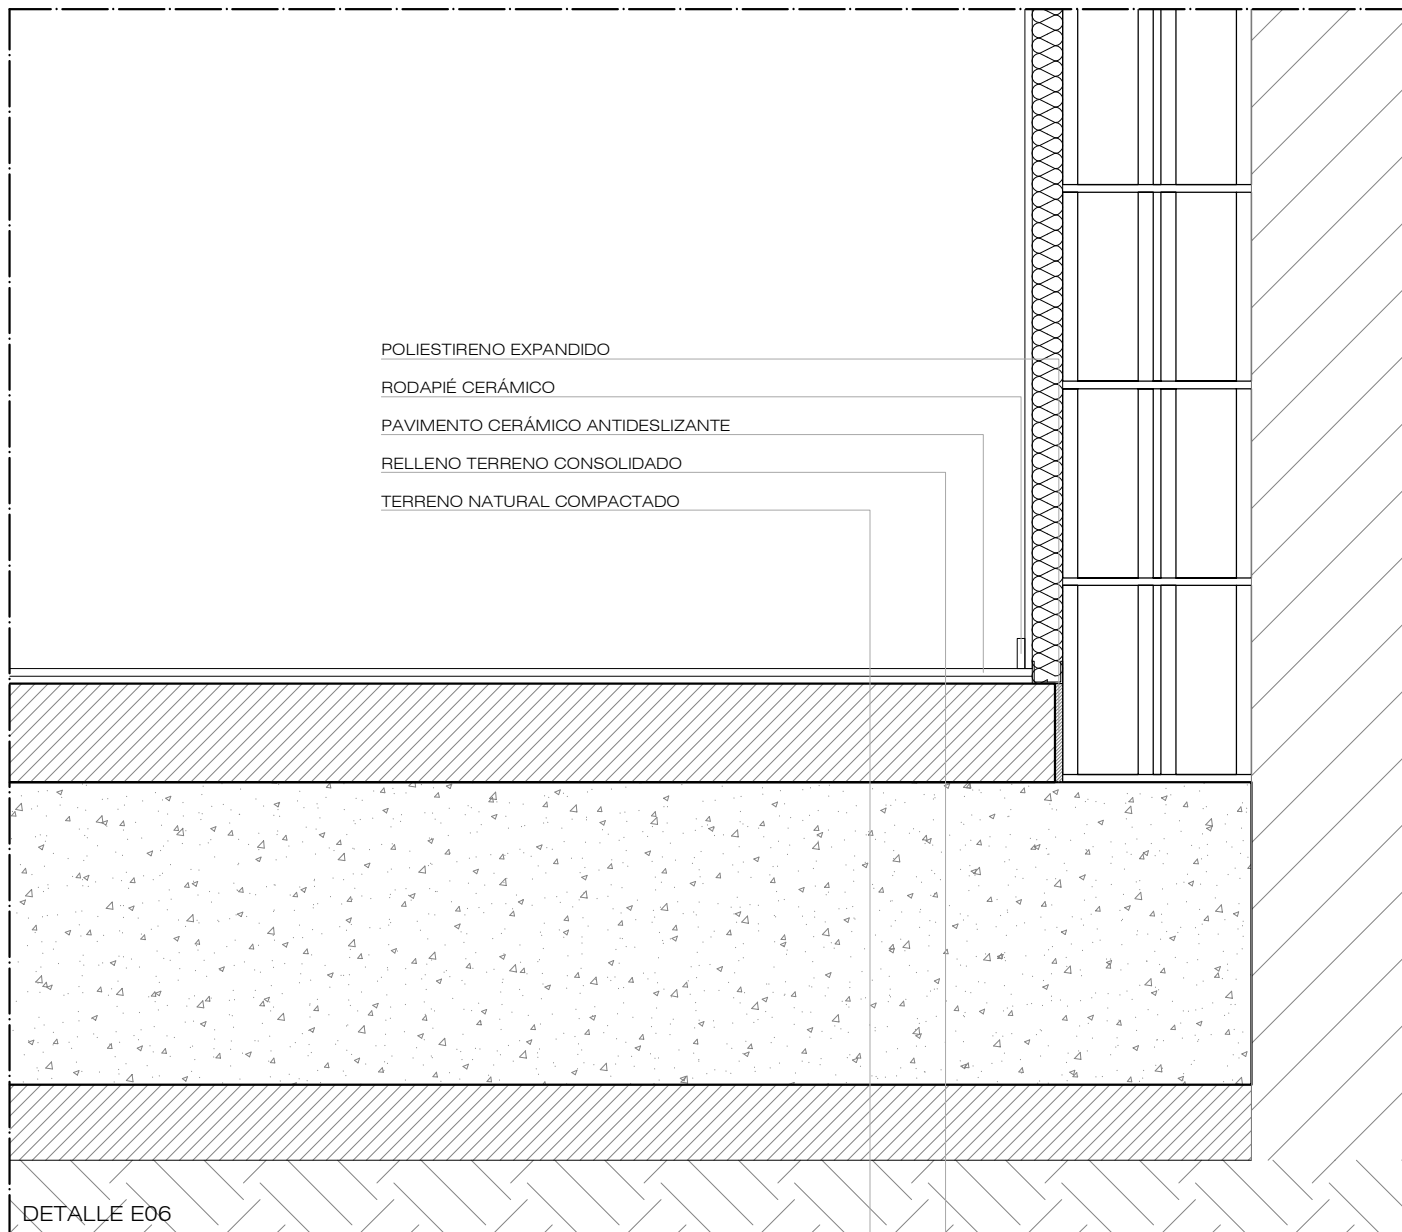 POLIESTIRENO EXPANDIDO
RODAPIÉ CERÁMICO
PAVIMENTO CERÁMICO ANTIDESLIZANTE
RELLENO TERRENO CONSOLIDADO
TERRENO NATURAL COMPACTADO
DETALLE E06